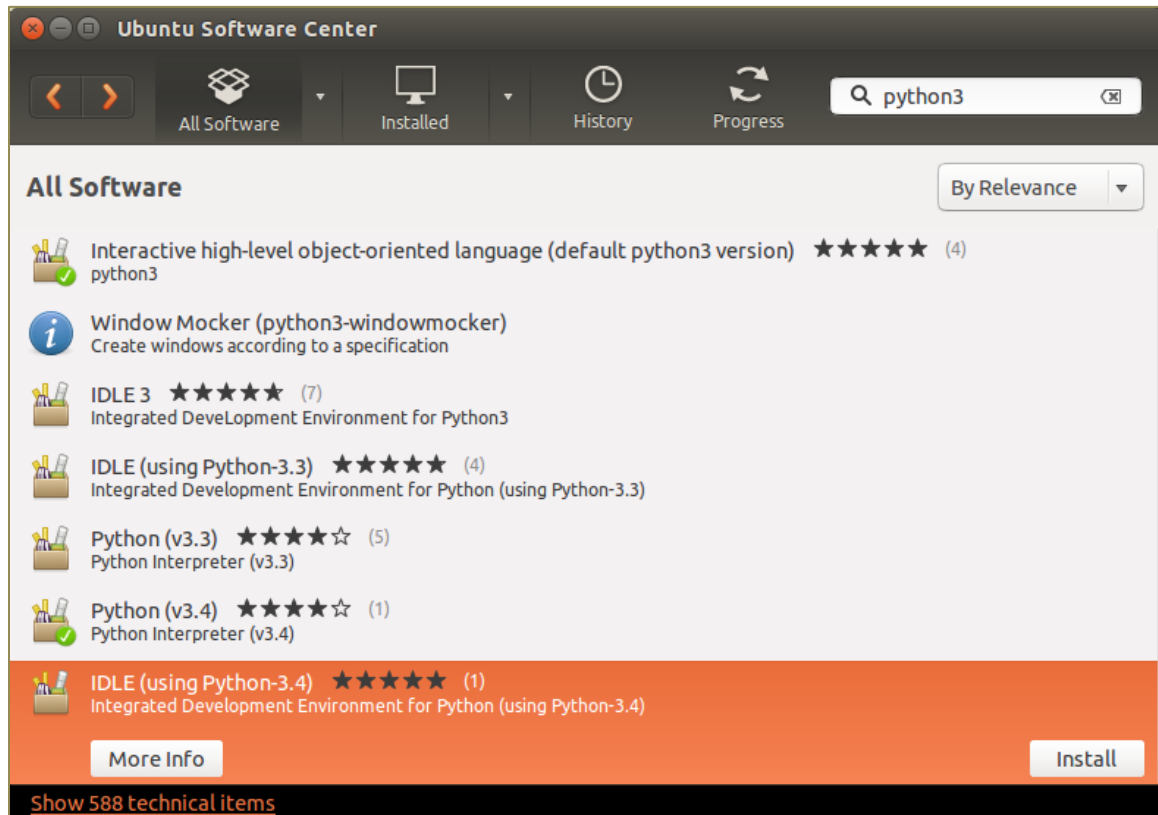 Ubuntu Software Center
All Software
Installed
History
Progress
python3
All Software
By Relevance
Interactive high-level object-oriented language (default python3 version) (4)
python3
Window Mocker (python3-windowmocker)
Create windows according to a specification
IDLE 3 (7)
Integrated DeveLopment Environment for Python3
IDLE (using Python-3.3) (4)
Integrated Development Environment for Python (using Python-3.3)
Python (v3.3) (5)
Python Interpreter (v3.3)
Python (v3.4) (1)
Python Interpreter (v3.4)
IDLE (using Python-3.4) (1)
Integrated Development Environment for Python (using Python-3.4)
More Info
Install
Show 588 technical items